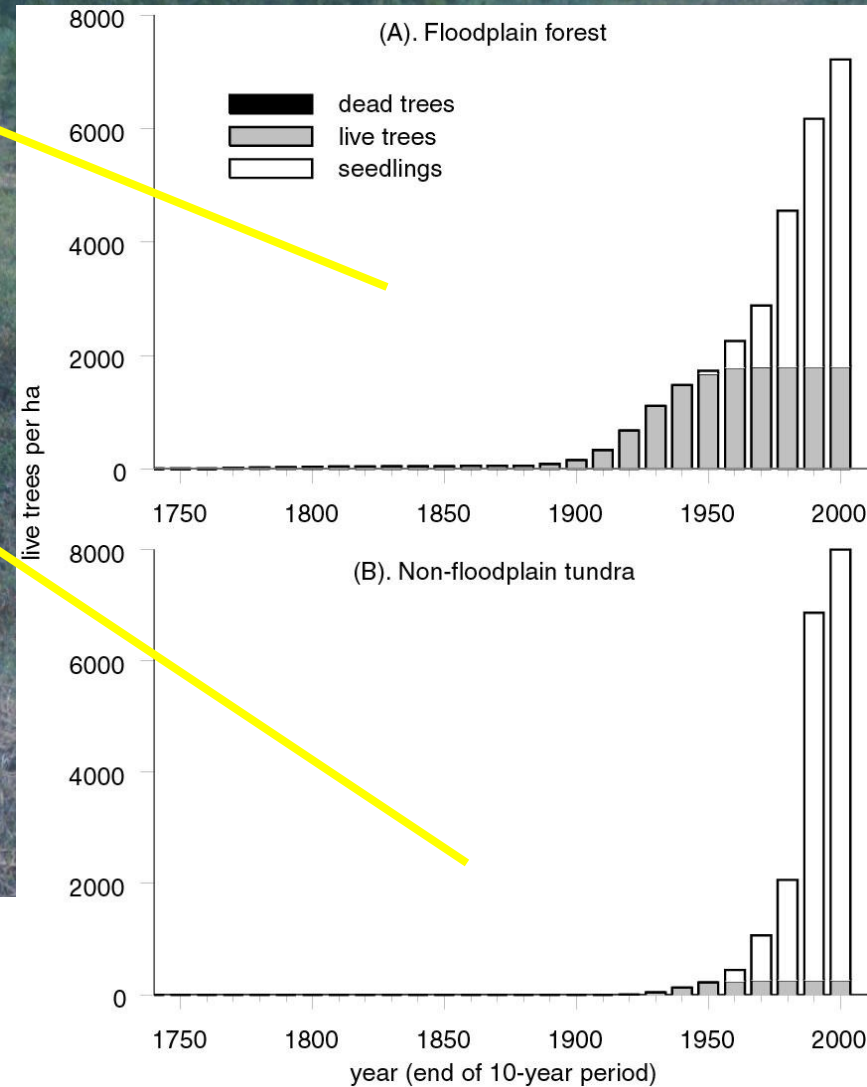 8000
(A). Floodplain forest
dead trees
live trees
seedlings
6000
4000
2000
0
1750 1800 1850 1900 1950 2000
live trees per ha
8000
(B). Non-floodplain tundra
6000
4000
2000
0
1750 1800 1850 1900 1950 2000
year (end of 10-year period)